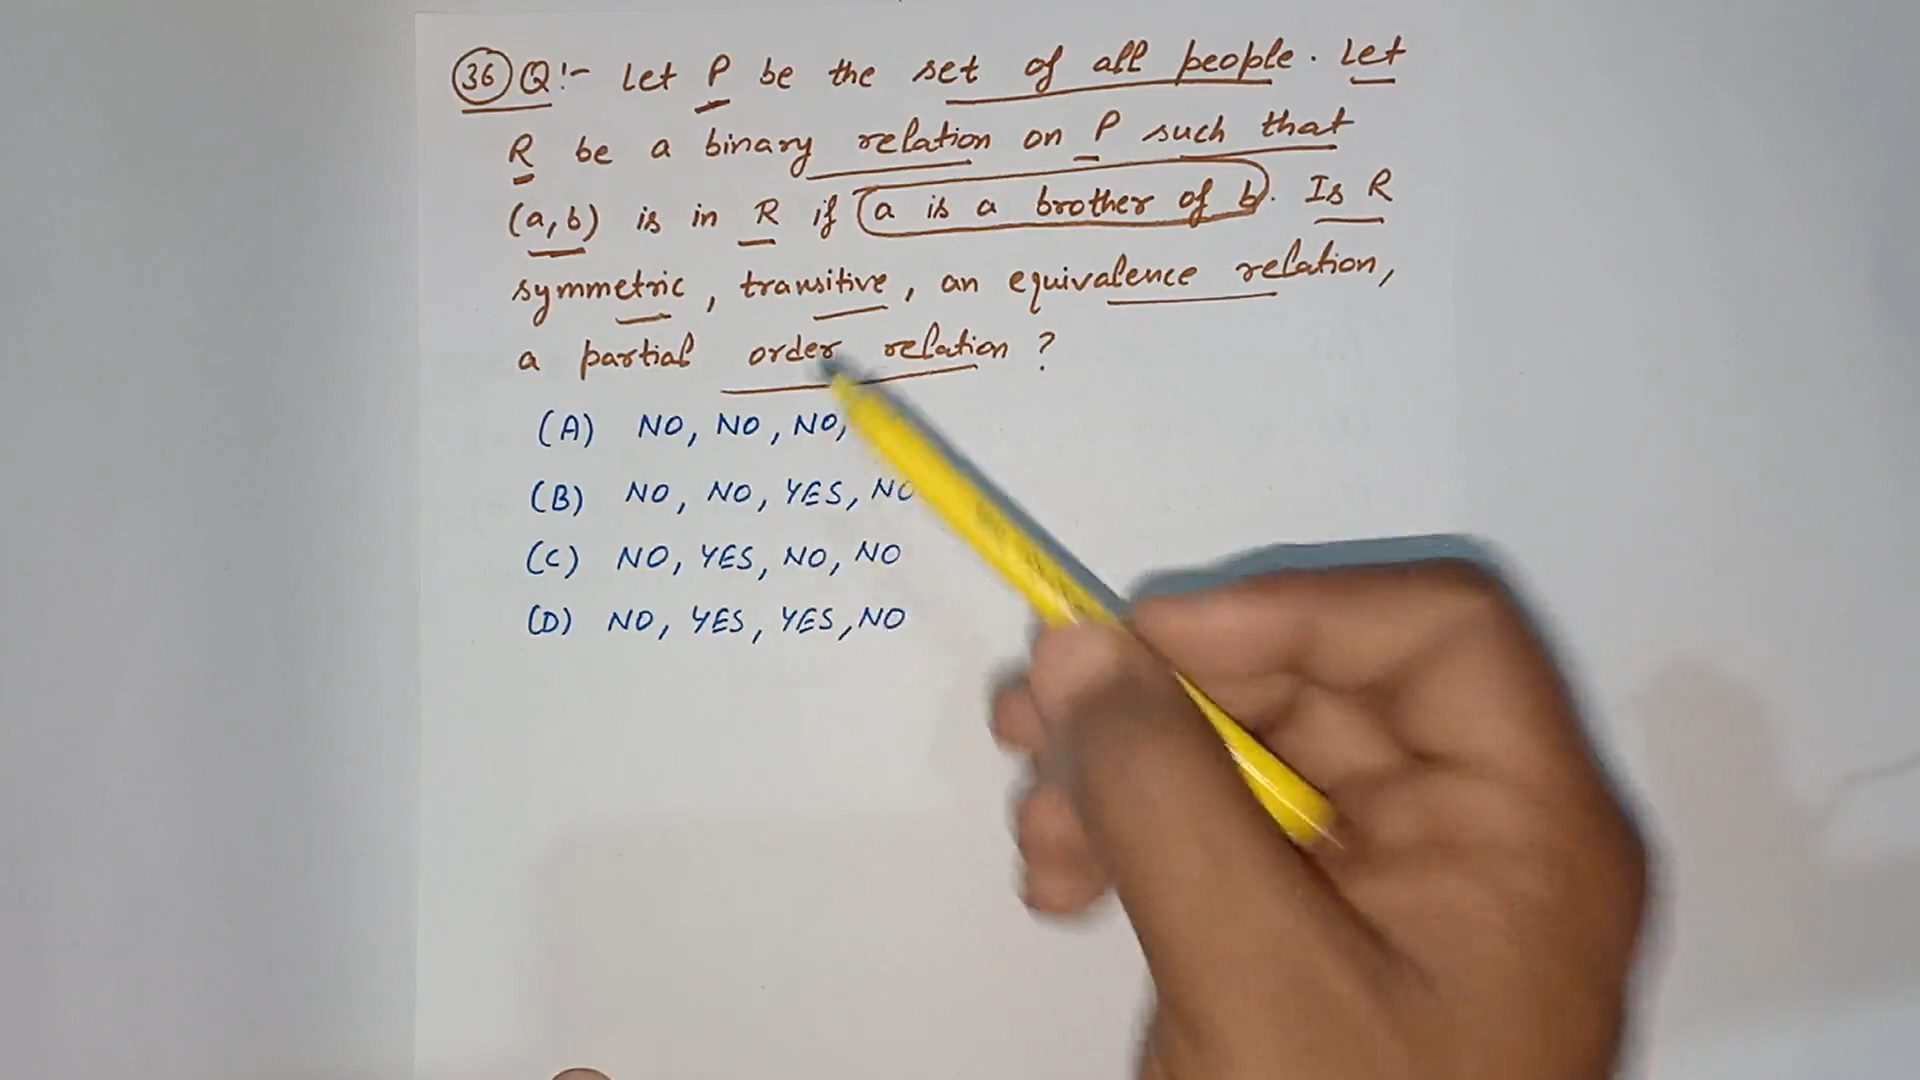 36 Q:- Let P be the set of all people. Let
R be a binary relation on P such that
(a,b) is in R if a is a brother of b. Is R
symmetric, transitive, an equivalence relation,
a partial order relation?
(A) NO, NO, NO,
(B) NO, NO, YES, NO
(C) NO, YES, NO, NO
(D) NO, YES, YES, NO